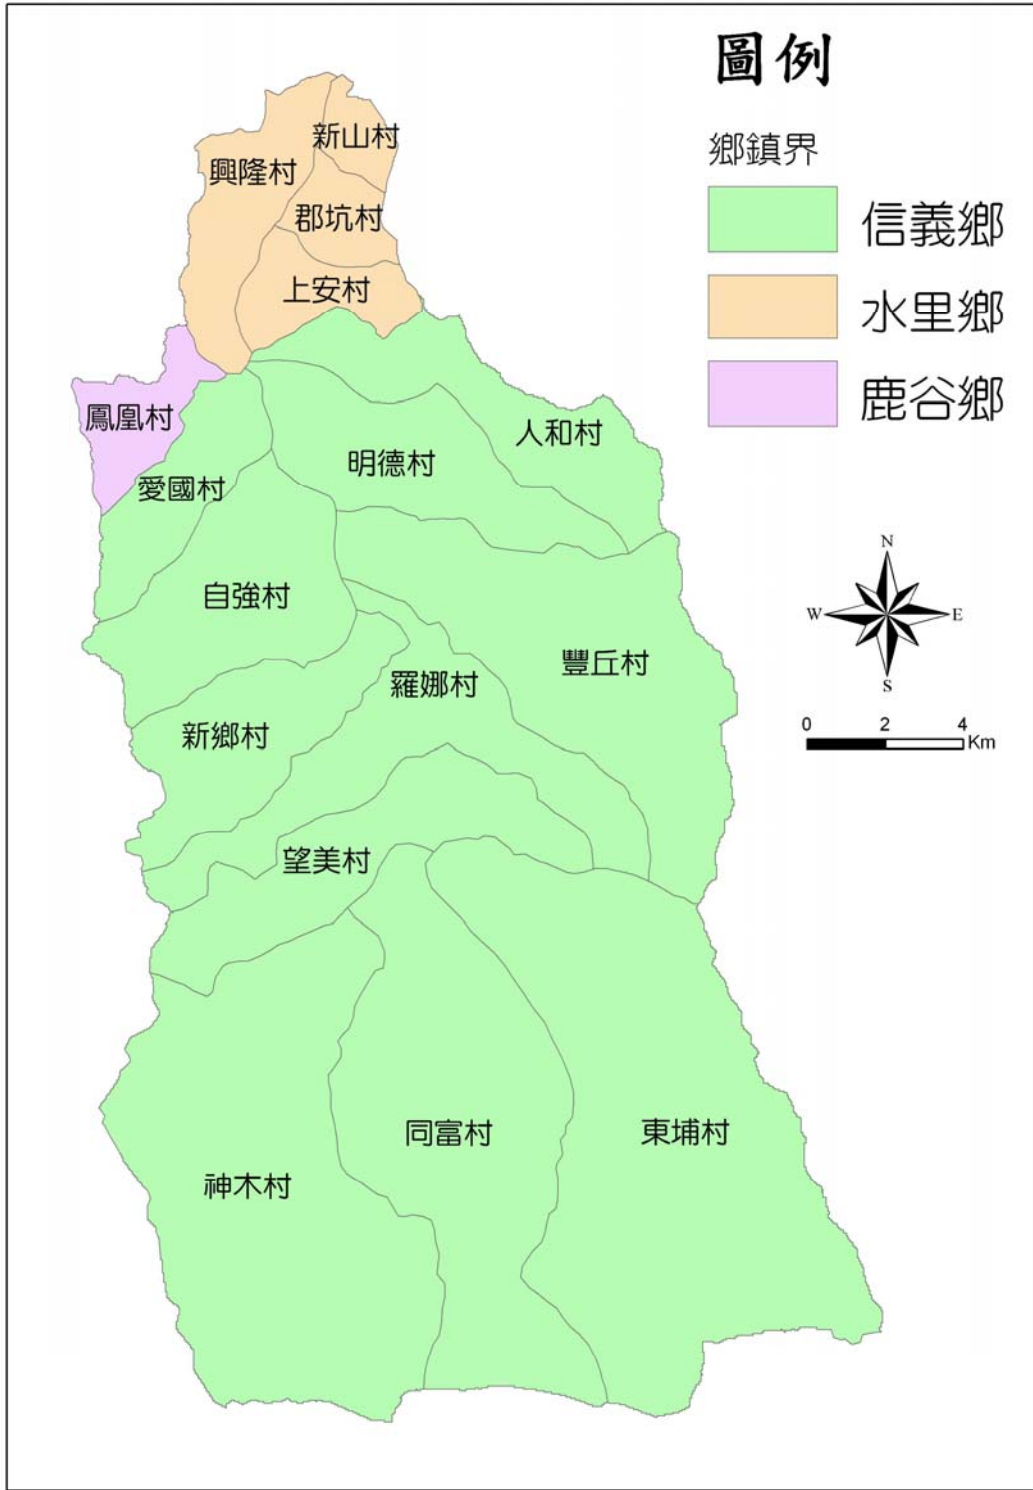 圖例
鄉鎮界
信義鄉
水里鄉
鹿谷鄉
新山村
興隆村
郡坑村
上安村
鳳凰村
人和村
明德村
愛國村
自強村
豐丘村
羅娜村
新鄉村
望美村
同富村
東埔村
神木村
N
W
E
S
0 2 4
Km